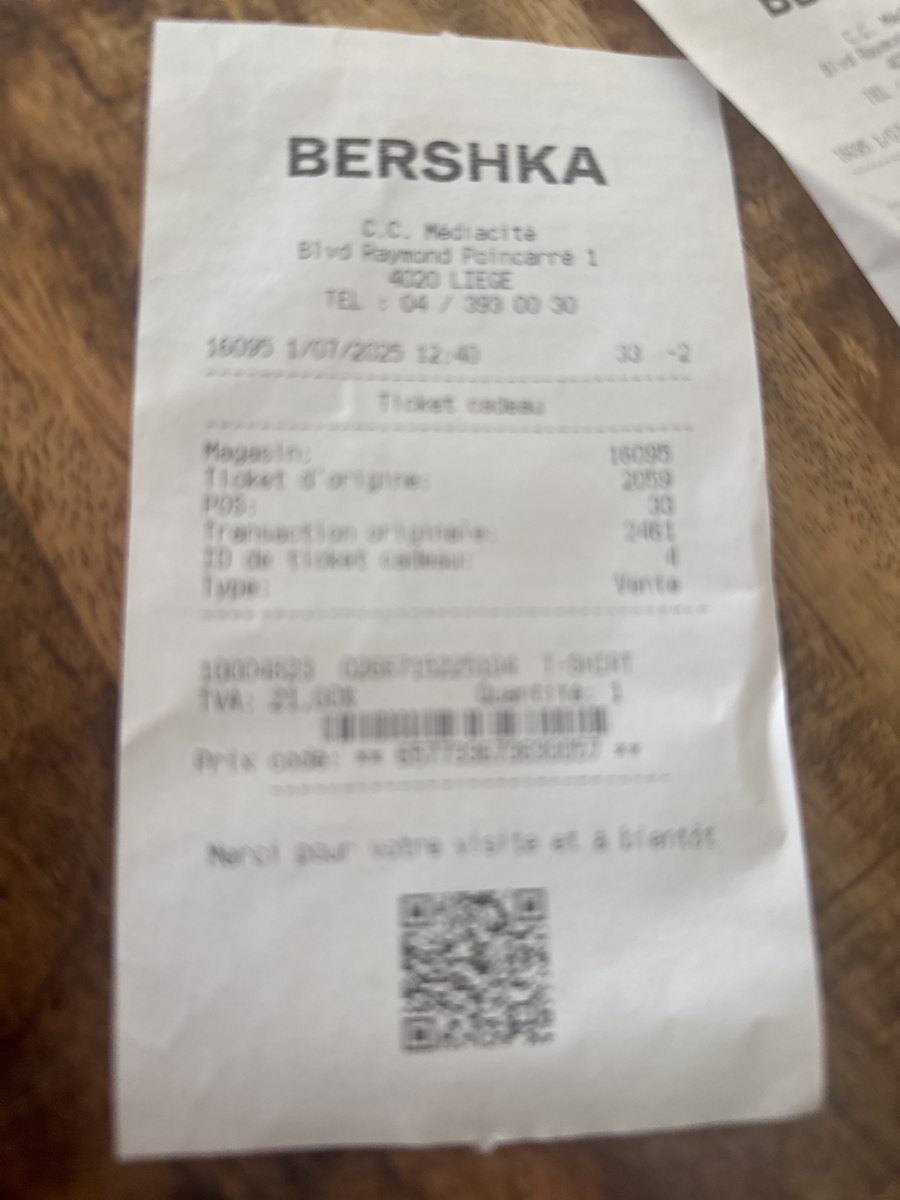 BERSHKA
C.C. Médiacité
Blvd Raymond Poincarré 1
4020 LIEGE
TEL : 04 / 393 00 30
16095 1/07/2025 12:40 33 -2
Ticket cadeau
Magasin: 16095
Ticket d'origine: 2059
POS: 33
Transaction originale: 2461
ID de ticket cadeau: 4
Type: Vente
T-SHIRT
TVA: 21,00% Quantité: 1
Prix code: ** **
Merci pour votre visite et à bientôt